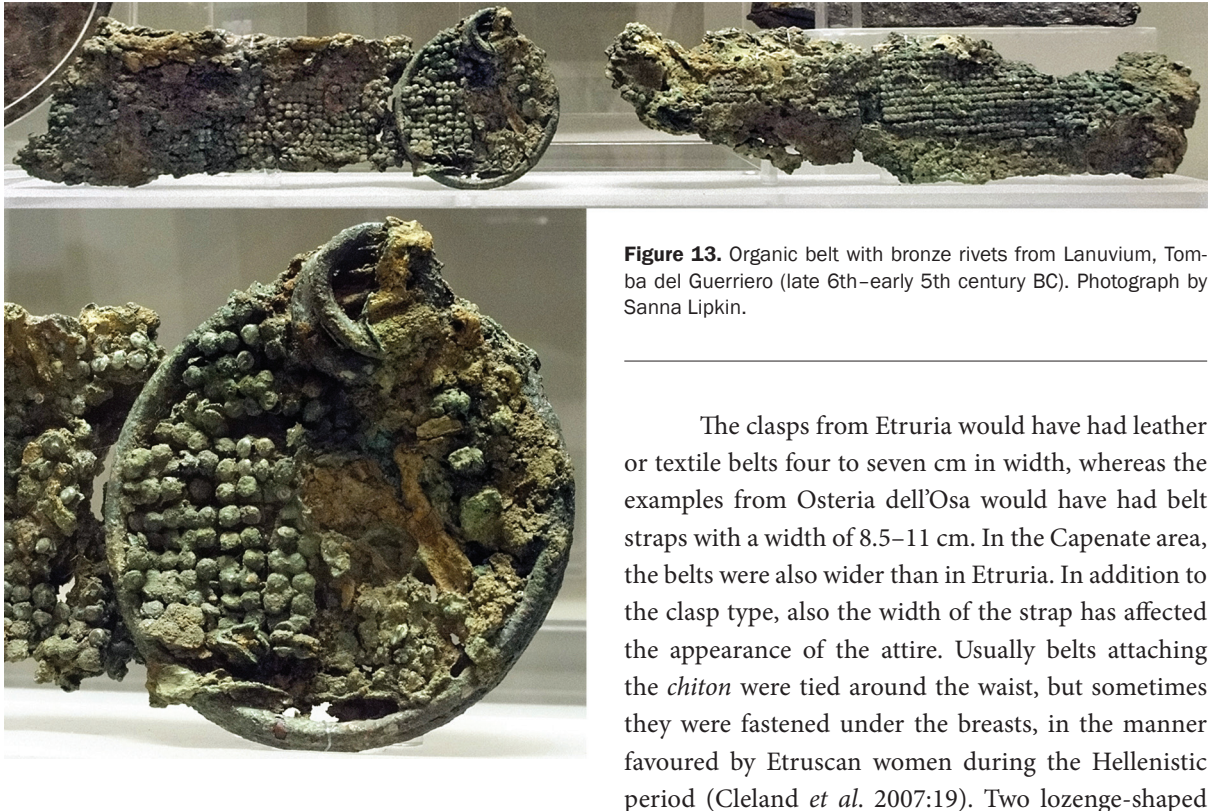 Figure 13. Organic belt with bronze rivets from Lanuvium, Tom-
ba del Guerriero (late 6th–early 5th century BC). Photograph by
Sanna Lipkin.
The clasps from Etruria would have had leather
or textile belts four to seven cm in width, whereas the
examples from Osteria dell’Osa would have had belt
straps with a width of 8.5–11 cm. In the Capenate area,
the belts were also wider than in Etruria. In addition to
the clasp type, also the width of the strap has affected
the appearance of the attire. Usually belts attaching
the chiton were tied around the waist, but sometimes
they were fastened under the breasts, in the manner
favoured by Etruscan women during the Hellenistic
period (Cleland et al. 2007:19). Two lozenge-shaped